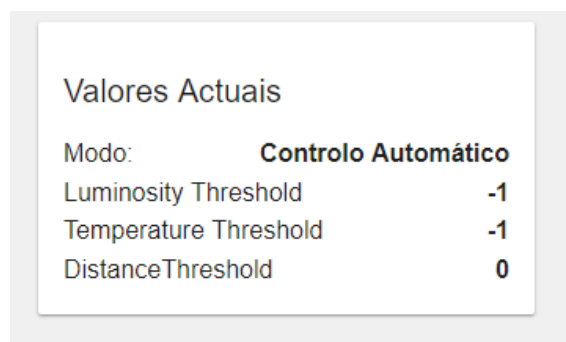 Valores Actuais
Modo: Controlo Automático
Luminosity Threshold -1
Temperature Threshold -1
DistanceThreshold 0